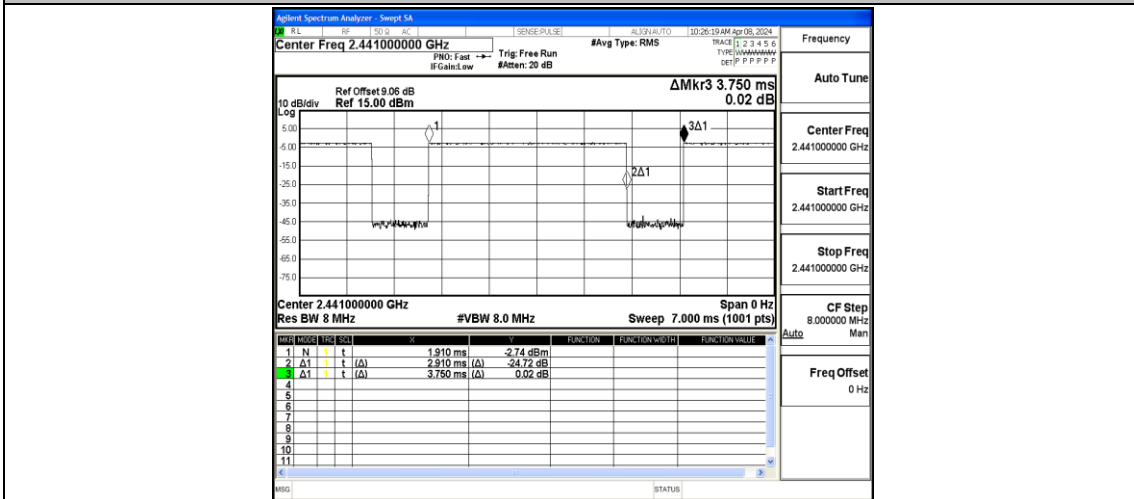 Agilent Spectrum Analyzer - Swept SA
RL RF 50 Ω AC SENSE:PULSE ALIGNAUTO 10:26:19 AM Apr 08, 2024
Center Freq 2.441000000 GHz
PNO: Fast
IFGain:Low
Trig: Free Run
#Atten: 20 dB
#Avg Type: RMS
TRACE 1 2 3 4 5 6
TYPE
DET P P P P P P
ΔMkr3 3.750 ms
0.02 dB
Ref Offset 9.06 dB
10 dB/div Ref 15.00 dBm
Log
5.00
-5.00
-15.0
-25.0
-35.0
-45.0
-55.0
-65.0
-75.0
1
2Δ1
3Δ1
Center 2.441000000 GHz Span 0 Hz
Res BW 8 MHz #VBW 8.0 MHz Sweep 7.000 ms (1001 pts)
MKR MODE TRC SCL X Y FUNCTION FUNCTION WIDTH FUNCTION VALUE
1 N 1 t 1.910 ms -2.74 dBm
2 Δ1 1 t (Δ) 2.910 ms (Δ) -24.72 dB
3 Δ1 1 t (Δ) 3.750 ms (Δ) 0.02 dB
4
5
6
7
8
9
10
11
MSG STATUS
Frequency
Auto Tune
Center Freq
2.441000000 GHz
Start Freq
2.441000000 GHz
Stop Freq
2.441000000 GHz
CF Step
8.000000 MHz
Auto Man
Freq Offset
0 Hz